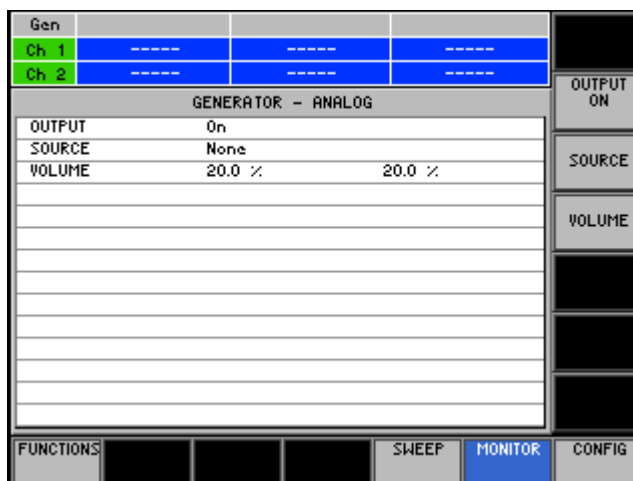 Gen
Ch 1 ----- ----- -----
Ch 2 ----- ----- -----
GENERATOR - ANALOG
OUTPUT On
SOURCE None
VOLUME 20.0 % 20.0 %
OUTPUT
ON
SOURCE
VOLUME
FUNCTIONS SWEEP MONITOR CONFIG